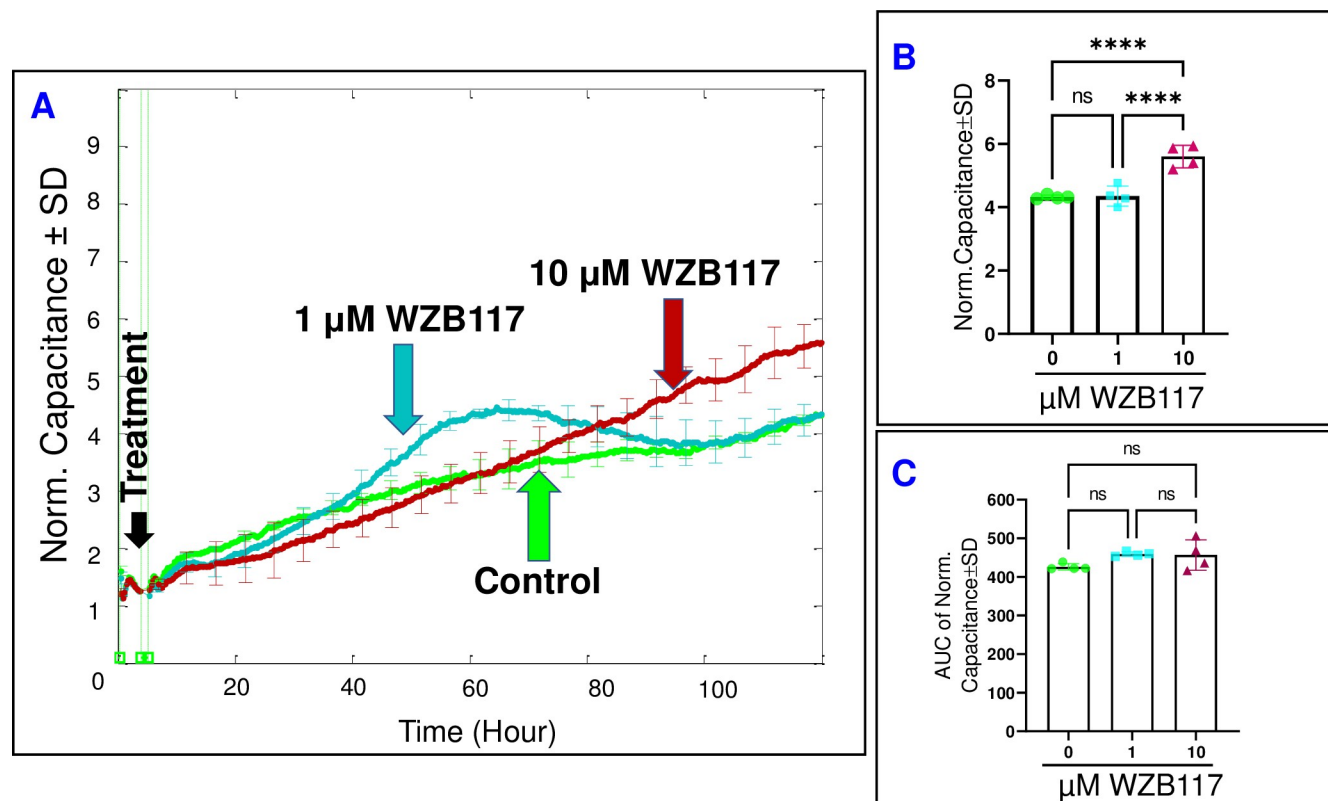 A
Norm. Capacitance ± SD
9
8
7
6
5
4
3
2
1
0
20
40
60
80
100
Time (Hour)
Treatment
1 µM WZB117
10 µM WZB117
Control
B
Norm.Capacitance±SD
8
6
4
2
0
****
ns
****
0
1
10
µM WZB117
C
AUC of Norm.
Capacitance±SD
600
500
400
300
200
100
0
ns
ns
ns
0
1
10
µM WZB117